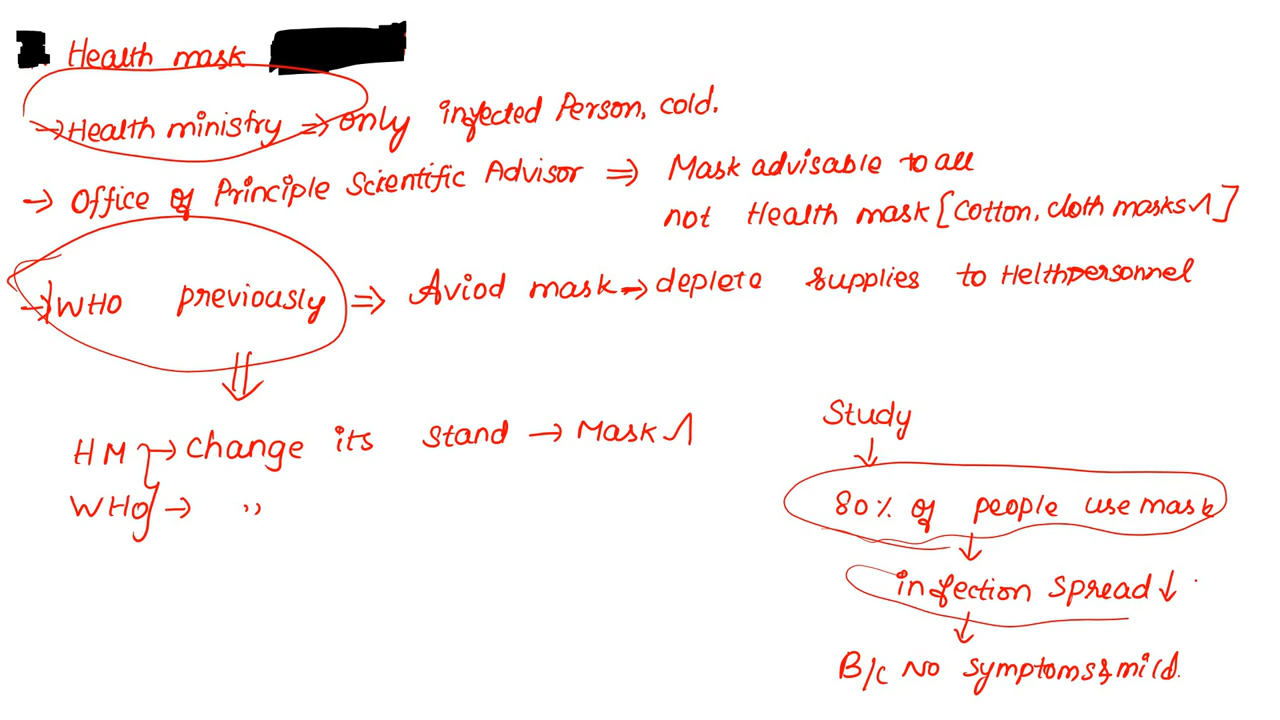 Health mask
→ Health ministry ⇒ only infected Person, cold.
→ Office of Principle Scientific Advisor ⇒ Mask advisable to all
not Health mask [cotton, cloth masks ✓]
→ WHO previously ⇒ Aviod mask → deplete supplies to Helthpersonnel
⇓
HM → Change its stand → Mask ✓
WHO → ,,
Study
↓
80% of people use mask
↓
infection spread ↓
↓
B/c No symptoms & mild.